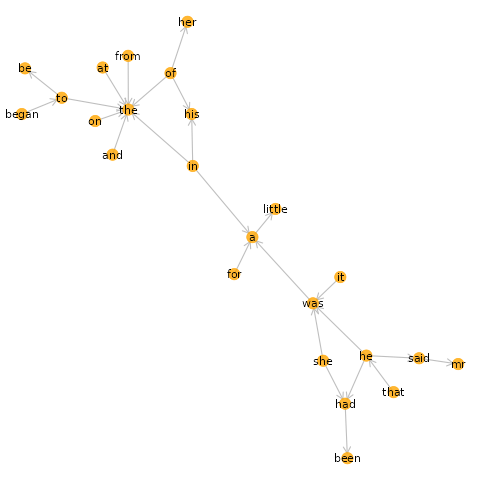 her
from
be
at
of
to
began
the
his
on
and
in
little
a
for
it
was
she
he
said
mr
that
had
been